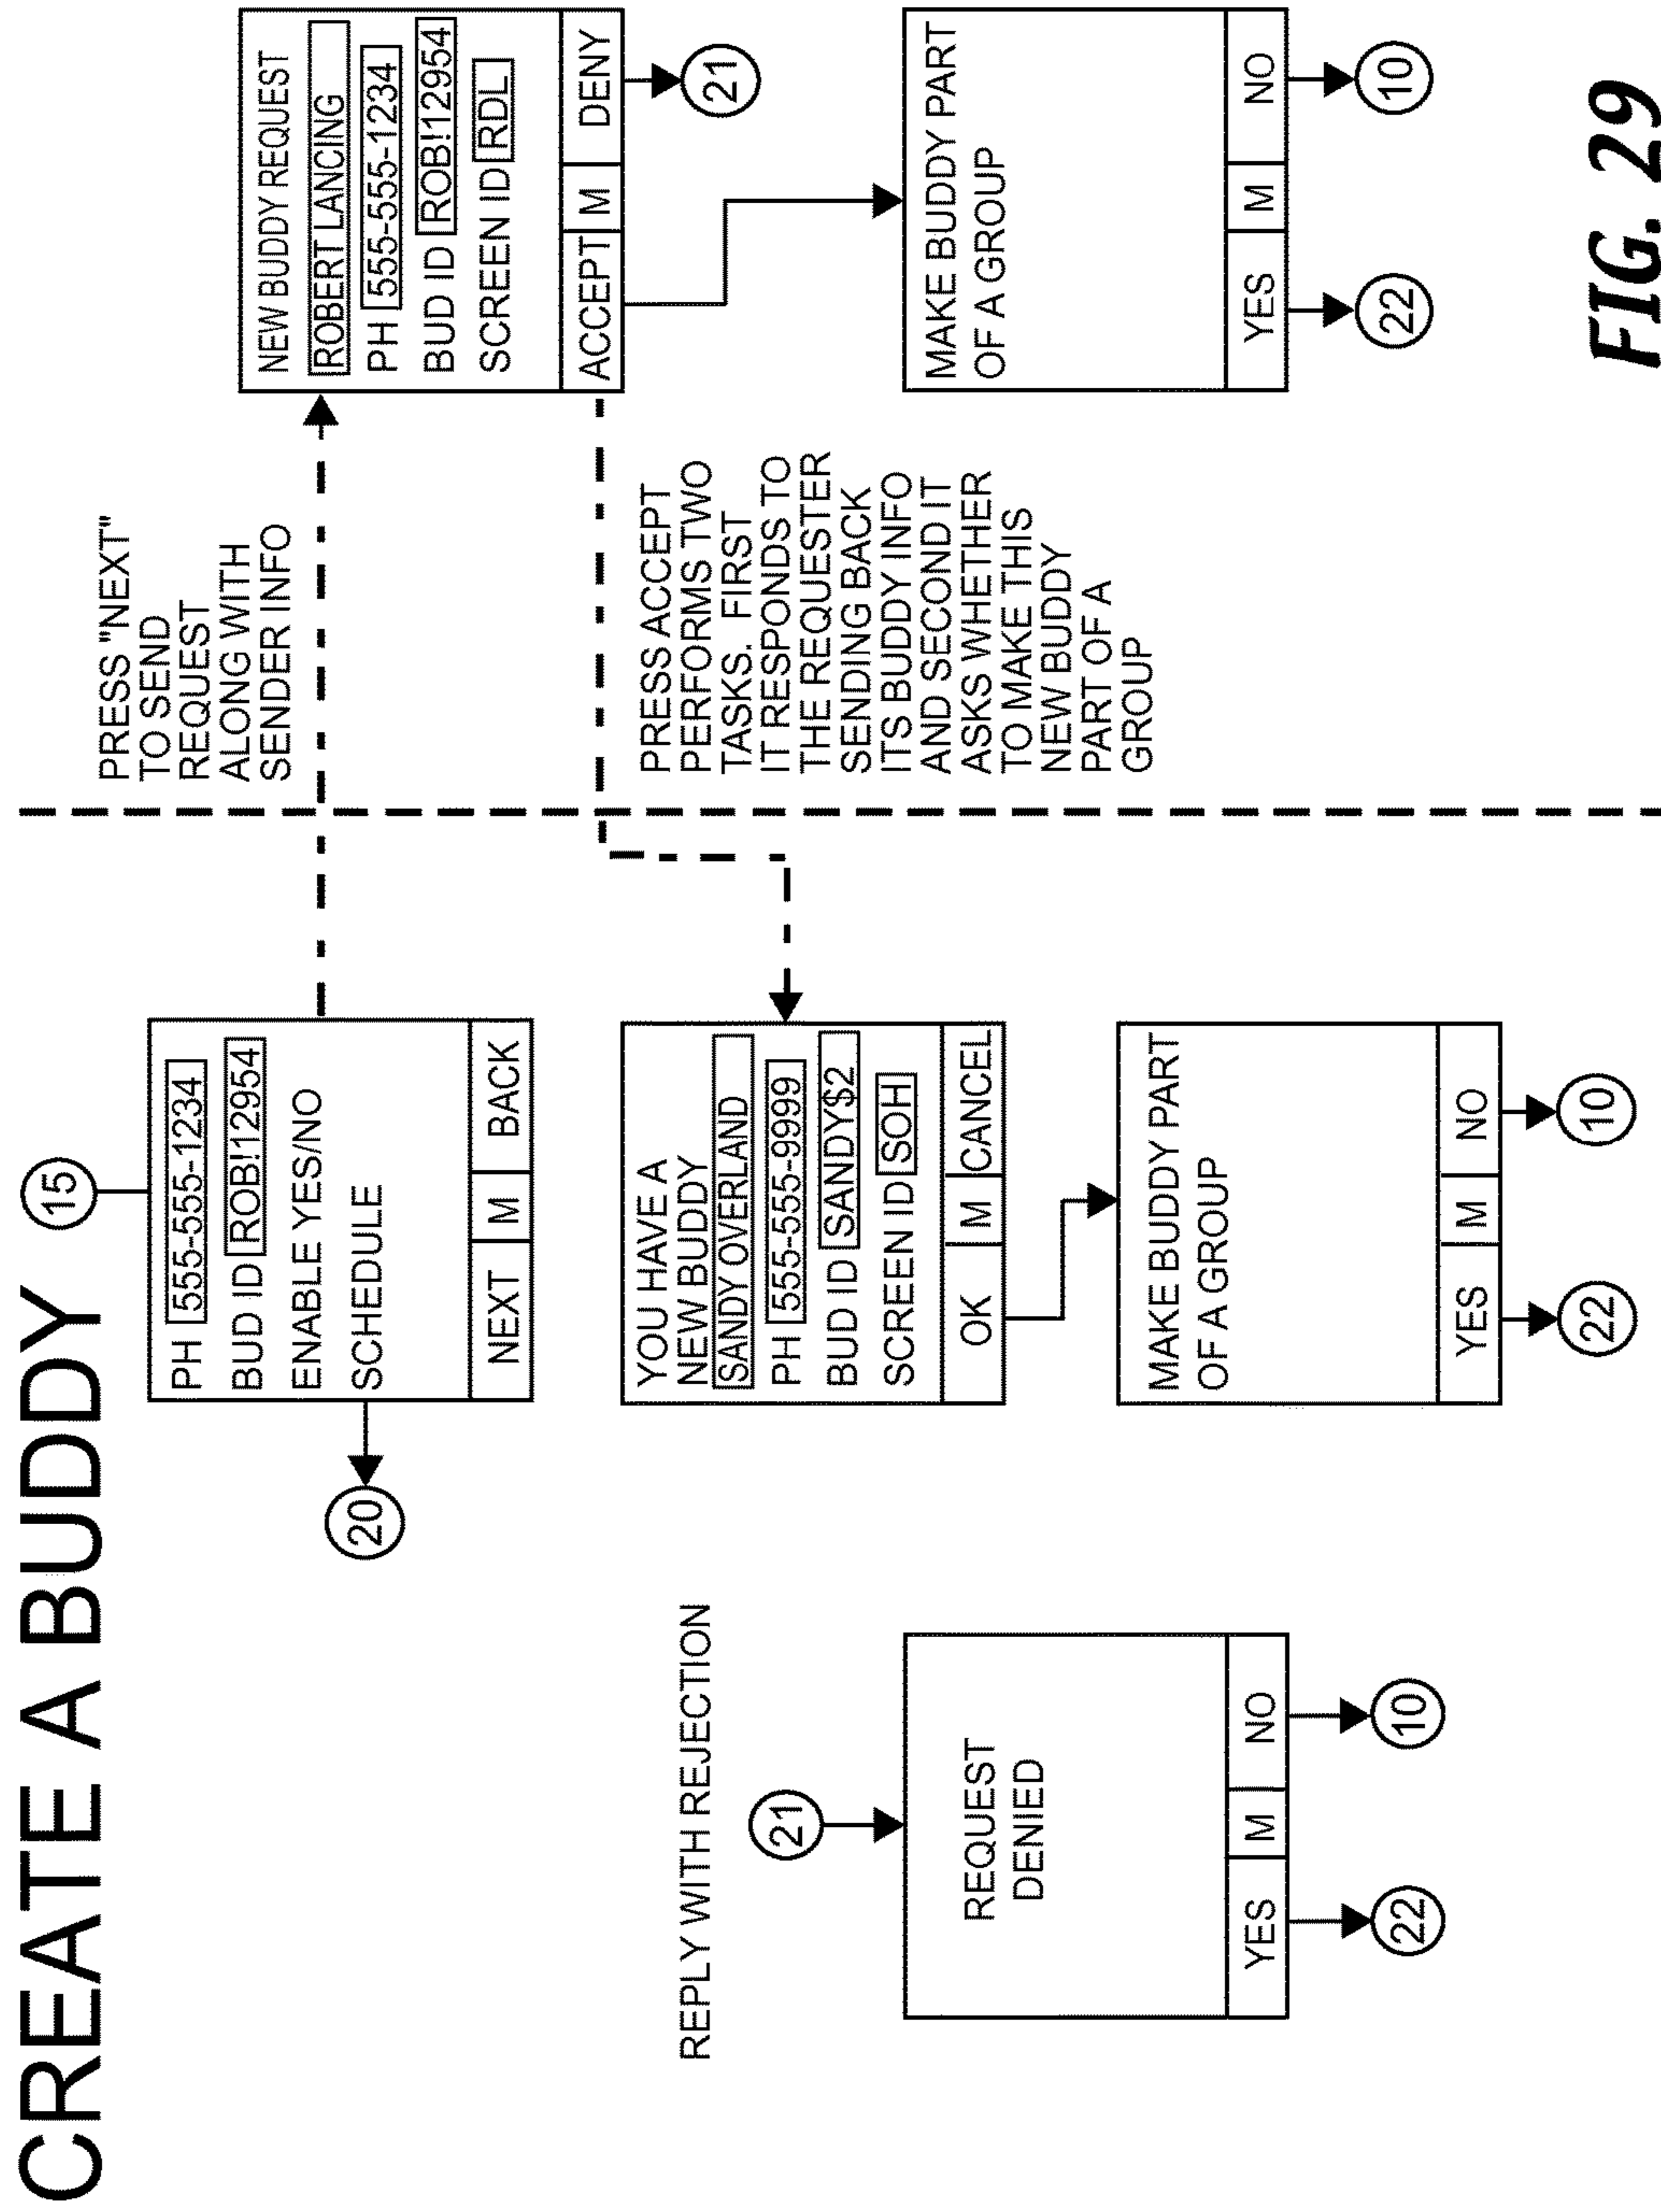 CREATE A BUDDY
15
PH 555-555-1234
BUD ID ROB!12954
ENABLE YES/NO
SCHEDULE
NEXT M BACK
20
PRESS "NEXT"
TO SEND
REQUEST
ALONG WITH
SENDER INFO
NEW BUDDY REQUEST
ROBERT LANCING
PH 555-555-1234
BUD ID ROB!12954
SCREEN ID RDL
ACCEPT M DENY
21
PRESS ACCEPT
PERFORMS TWO
TASKS. FIRST
IT RESPONDS TO
THE REQUESTER
SENDING BACK
ITS BUDDY INFO
AND SECOND IT
ASKS WHETHER
TO MAKE THIS
NEW BUDDY
PART OF A
GROUP
YOU HAVE A
NEW BUDDY
SANDY OVERLAND
PH 555-555-9999
BUD ID SANDY$2
SCREEN ID SOH
OK M CANCEL
MAKE BUDDY PART
OF A GROUP
YES M NO
22
10
MAKE BUDDY PART
OF A GROUP
YES M NO
22
10
REPLY WITH REJECTION
21
REQUEST
DENIED
YES M NO
22
10
FIG. 29